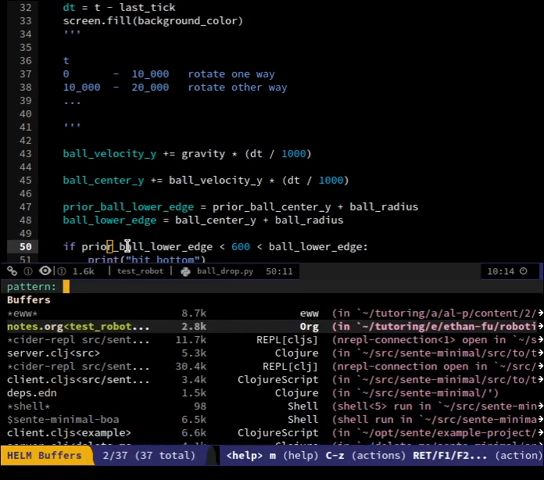 32 dt = t - last_tick
33 screen.fill(background_color)
34 '''
35
36 t
37 0 - 10_000 rotate one way
38 10_000 - 20_000 rotate other way
39 ...
40
41 '''
42
43 ball_velocity_y += gravity * (dt / 1000)
44
45 ball_center_y += ball_velocity_y * (dt / 1000)
46
47 prior_ball_lower_edge = prior_ball_center_y + ball_radius
48 ball_lower_edge = ball_center_y + ball_radius
49
50 if prior_ball_lower_edge < 600 < ball_lower_edge:
51 print("hit bottom")
1.6k test_robot ball_drop.py 50:11 10:14
pattern:
Buffers
*eww* 8.7k eww (in `~/tutoring/a/al-p/content/2/
notes.org<test_robot... 2.8k Org (in `~/tutoring/e/ethan-fu/roboti
*cider-repl src/sent... 11.7k REPL[cljs] (nrepl-connection<1> open in `~/s
server.clj<src> 5.3k Clojure (in `~/src/sente-minimal/src/to/t
*cider-repl src/sent... 30.4k REPL[clj] (nrepl-connection open in `~/src
client.cljs<src/sent... 3.4k ClojureScript (in `~/src/sente-minimal/src/to/t
deps.edn 1.5k Clojure (in `~/src/sente-minimal/')
*shell* 98 Shell (shell<5> run in `~/src/sente-min
§sente-minimal-boa 6.5k Shell (shell run in `~/src/sente-minima
client.cljs<example> 6.6k ClojureScript (in `/opt/sente/example-project/
HELM Buffers 2/37 (37 total) <help> m (help) C-z (actions) RET/F1/F2... (action)